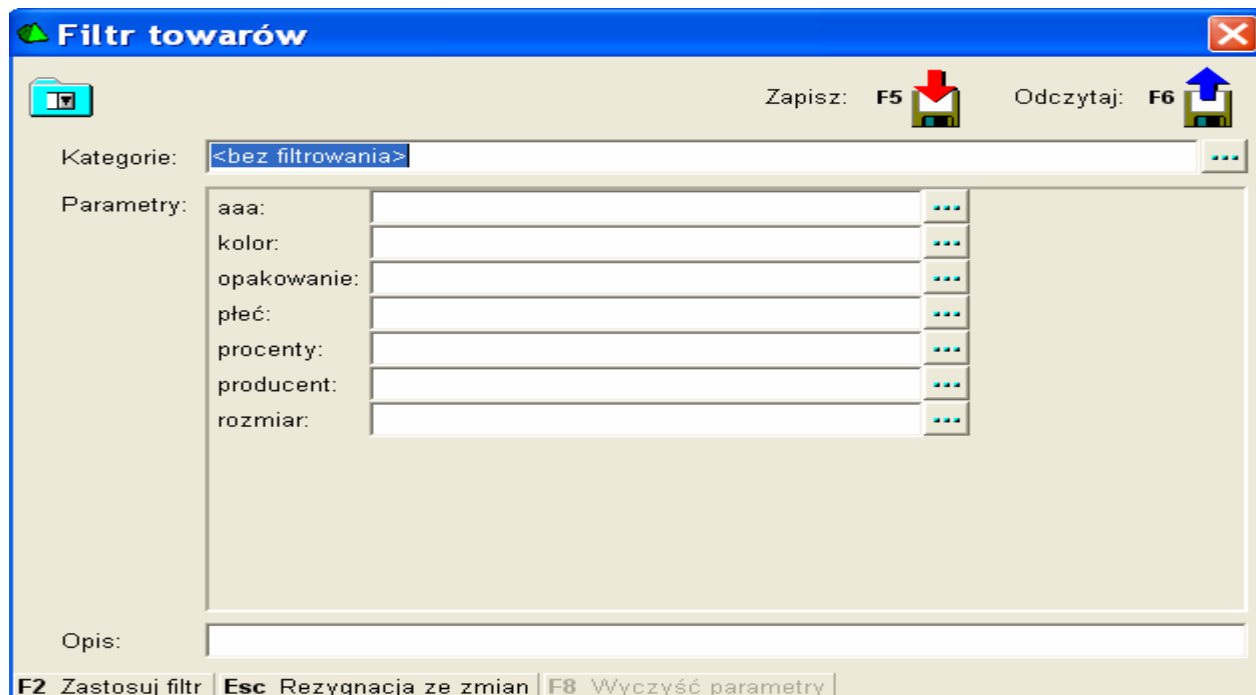 Filtr towarów
Zapisz: F5 Odczytaj: F6
Kategorie: <bez filtrowania> ...
Parametry: aaa: ...
kolor: ...
opakowanie: ...
płeć: ...
procenty: ...
producent: ...
rozmiar: ...
Opis:
F2 Zastosuj filtr Esc Rezygnacja ze zmian F8 Wyczyść parametry